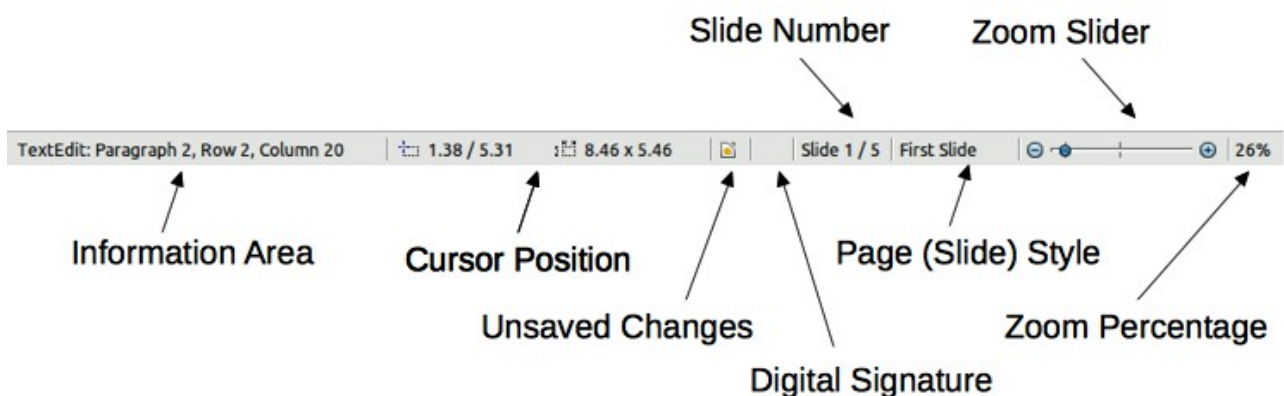 Slide Number Zoom Slider
TextEdit: Paragraph 2, Row 2, Column 20 1.38 / 5.31 8.46 x 5.46 Slide 1 / 5 First Slide 26%
Information Area Cursor Position Page (Slide) Style
Unsaved Changes Zoom Percentage
Digital Signature